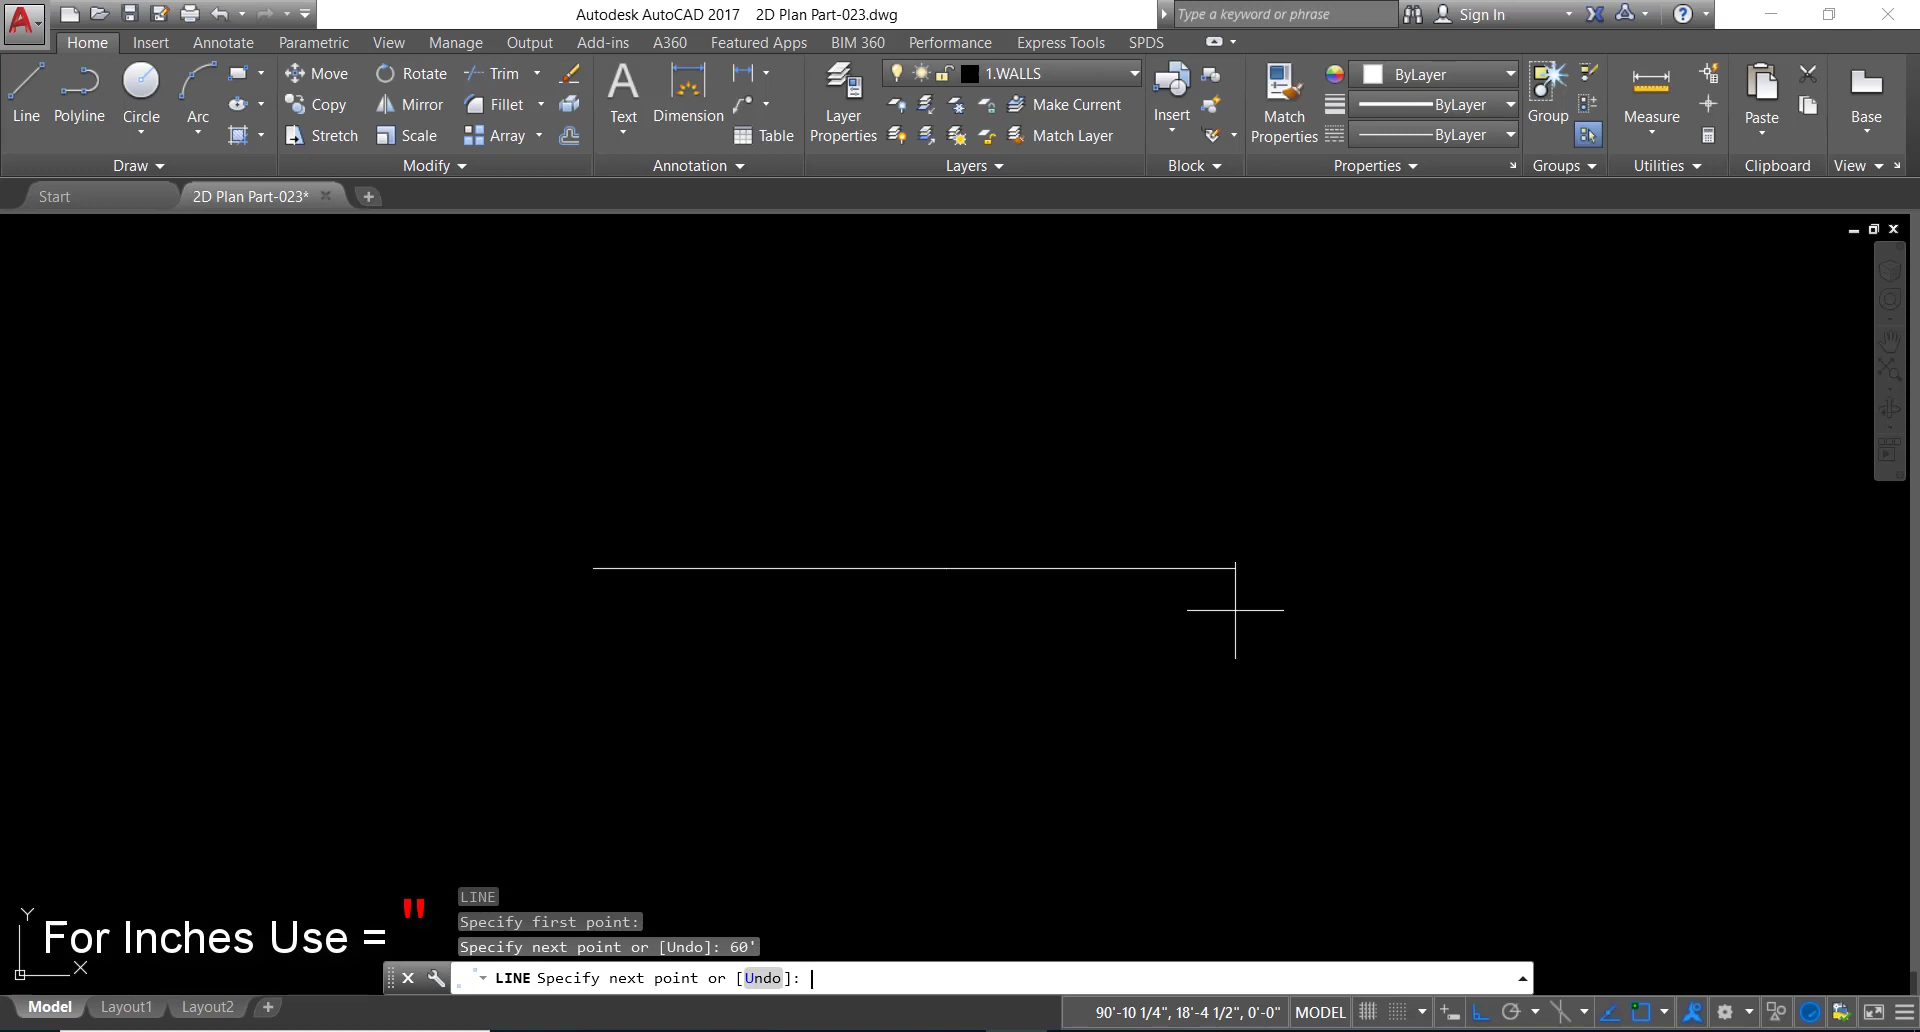 Autodesk AutoCAD 2017 2D Plan Part-023.dwg
Type a keyword or phrase
Sign In
Home Insert Annotate Parametric View Manage Output Add-ins A360 Featured Apps BIM 360 Performance Express Tools SPDS
Line Polyline Circle Arc
Move Rotate Trim
Copy Mirror Fillet
Stretch Scale Array
Text Dimension Table
Layer Properties
1.WALLS
Make Current
Match Layer
Insert
Match Properties
ByLayer
ByLayer
ByLayer
Group
Measure
Paste
Base
Draw Modify Annotation Layers Block Properties Groups Utilities Clipboard View
Start 2D Plan Part-023*
LINE
Specify first point:
Specify next point or [Undo]: 60'
LINE Specify next point or [Undo]:
Y
For Inches Use = "
X
Model Layout1 Layout2
90'-10 1/4", 18'-4 1/2", 0'-0" MODEL